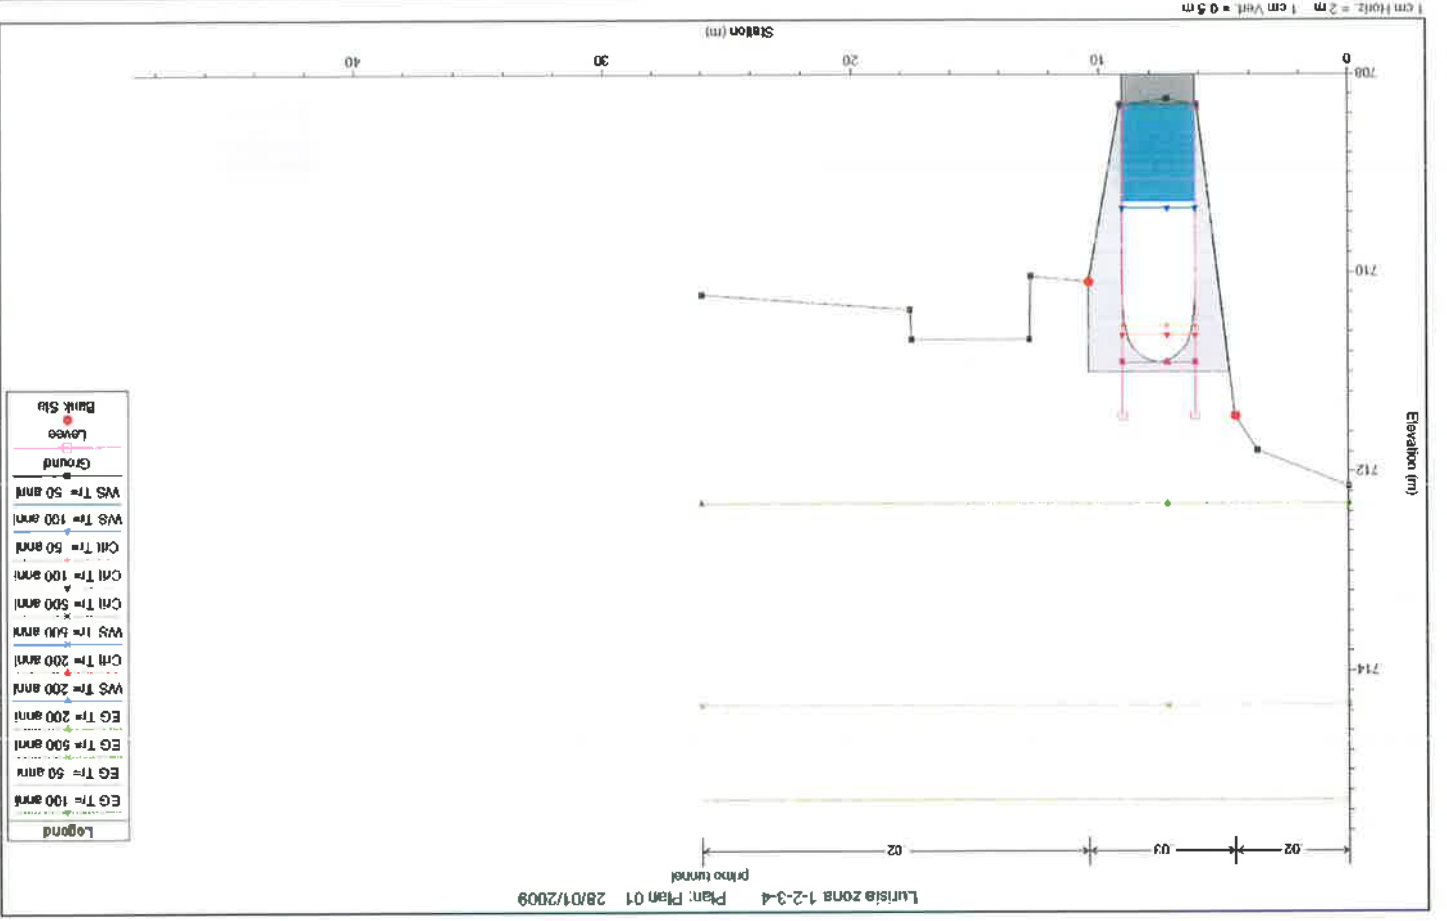 Lurisia zona 1-2-3-4 Plan: Plan 01 28/01/2009
primo tunnel
.02
.03
.02
Legend
EG Tr= 100 anni
EG Tr= 50 anni
EG Tr= 500 anni
EG Tr= 200 anni
WS Tr= 200 anni
Crit Tr= 200 anni
WS Tr= 500 anni
Crit Tr= 500 anni
Crit Tr= 100 anni
Crit Tr= 50 anni
WS Tr= 100 anni
WS Tr= 50 anni
Ground
Levee
Bank Sta
714
712
710
708
Elevation (m)
0
10
20
30
40
Station (m)
1 cm Horiz. = 2 m 1 cm Vert. = 0.5 m